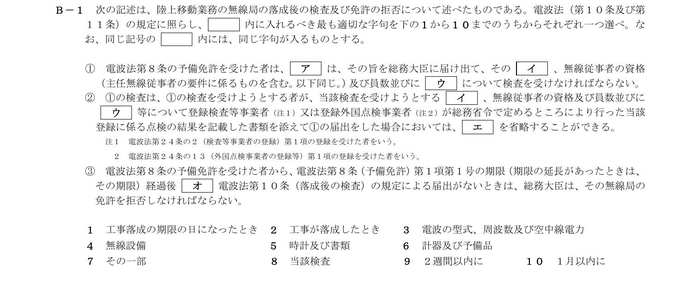 B－1　次の記述は、陸上移動業務の無線局の落成後の検査及び免許の拒否について述べたものである。電波法（第１０条及び第
１１条）の規定に照らし、　　　内に入れるべき最も適切な字句を下の１から１０までのうちからそれぞれ一つ選べ。な
お、同じ記号の　　　内には、同じ字句が入るものとする。
①　電波法第８条の予備免許を受けた者は、ア は、その旨を総務大臣に届け出て、その イ 、無線従事者の資格
（主任無線従事者の要件に係るものを含む。以下同じ。）及び員数並びに ウ について検査を受けなければならない。
②　①の検査は、①の検査を受けようとする者が、当該検査を受けようとする イ 、無線従事者の資格及び員数並びに
ウ 等について登録検査等事業者（注1）又は登録外国点検事業者（注2）が総務省令で定めるところにより行った当該
登録に係る点検の結果を記載した書類を添えて①の届出をした場合においては、エ を省略することができる。
注１　電波法第２４条の２（検査等事業者の登録）第１項の登録を受けた者をいう。
２　電波法第２４条の１３（外国点検事業者の登録等）第１項の登録を受けた者をいう。
③　電波法第８条の予備免許を受けた者から、電波法第８条（予備免許）第１項第１号の期限（期限の延長があったときは、
その期限）経過後 オ 電波法第１０条（落成後の検査）の規定による届出がないときは、総務大臣は、その無線局の
免許を拒否しなければならない。
１　工事落成の期限の日になったとき　２　工事が落成したとき　３　電波の型式、周波数及び空中線電力
４　無線設備　５　時計及び書類　６　計器及び予備品
７　その一部　８　当該検査　９　２週間以内に　１０　１月以内に